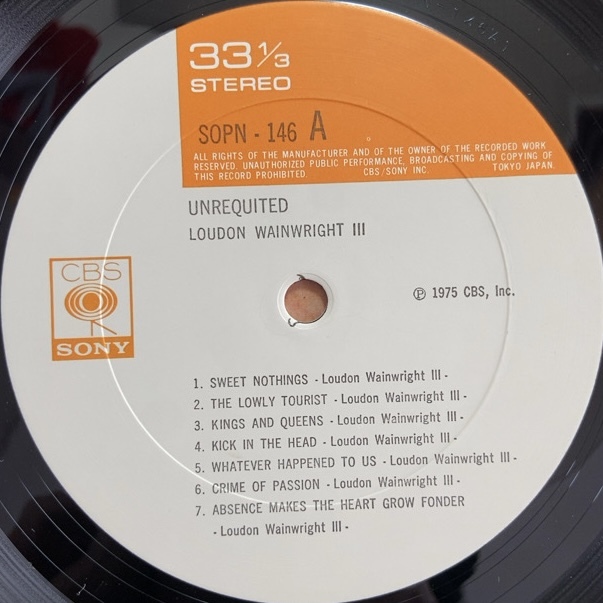 33 1/3
STEREO
SOPN - 146 A
ALL RIGHTS OF THE MANUFACTURER AND OF THE OWNER OF THE RECORDED WORK
RESERVED. UNAUTHORIZED PUBLIC PERFORMANCE, BROADCASTING AND COPYING OF
THIS RECORD PROHIBITED. CBS/SONY INC. TOKYO JAPAN.
UNREQUITED
LOUDON WAINWRIGHT III
CBS
SONY
℗ 1975 CBS, Inc.
1. SWEET NOTHINGS - Loudon Wainwright III -
2. THE LOWLY TOURIST - Loudon Wainwright III -
3. KINGS AND QUEENS - Loudon Wainwright III -
4. KICK IN THE HEAD - Loudon Wainwright III -
5. WHATEVER HAPPENED TO US - Loudon Wainwright III -
6. CRIME OF PASSION - Loudon Wainwright III -
7. ABSENCE MAKES THE HEART GROW FONDER
- Loudon Wainwright III -